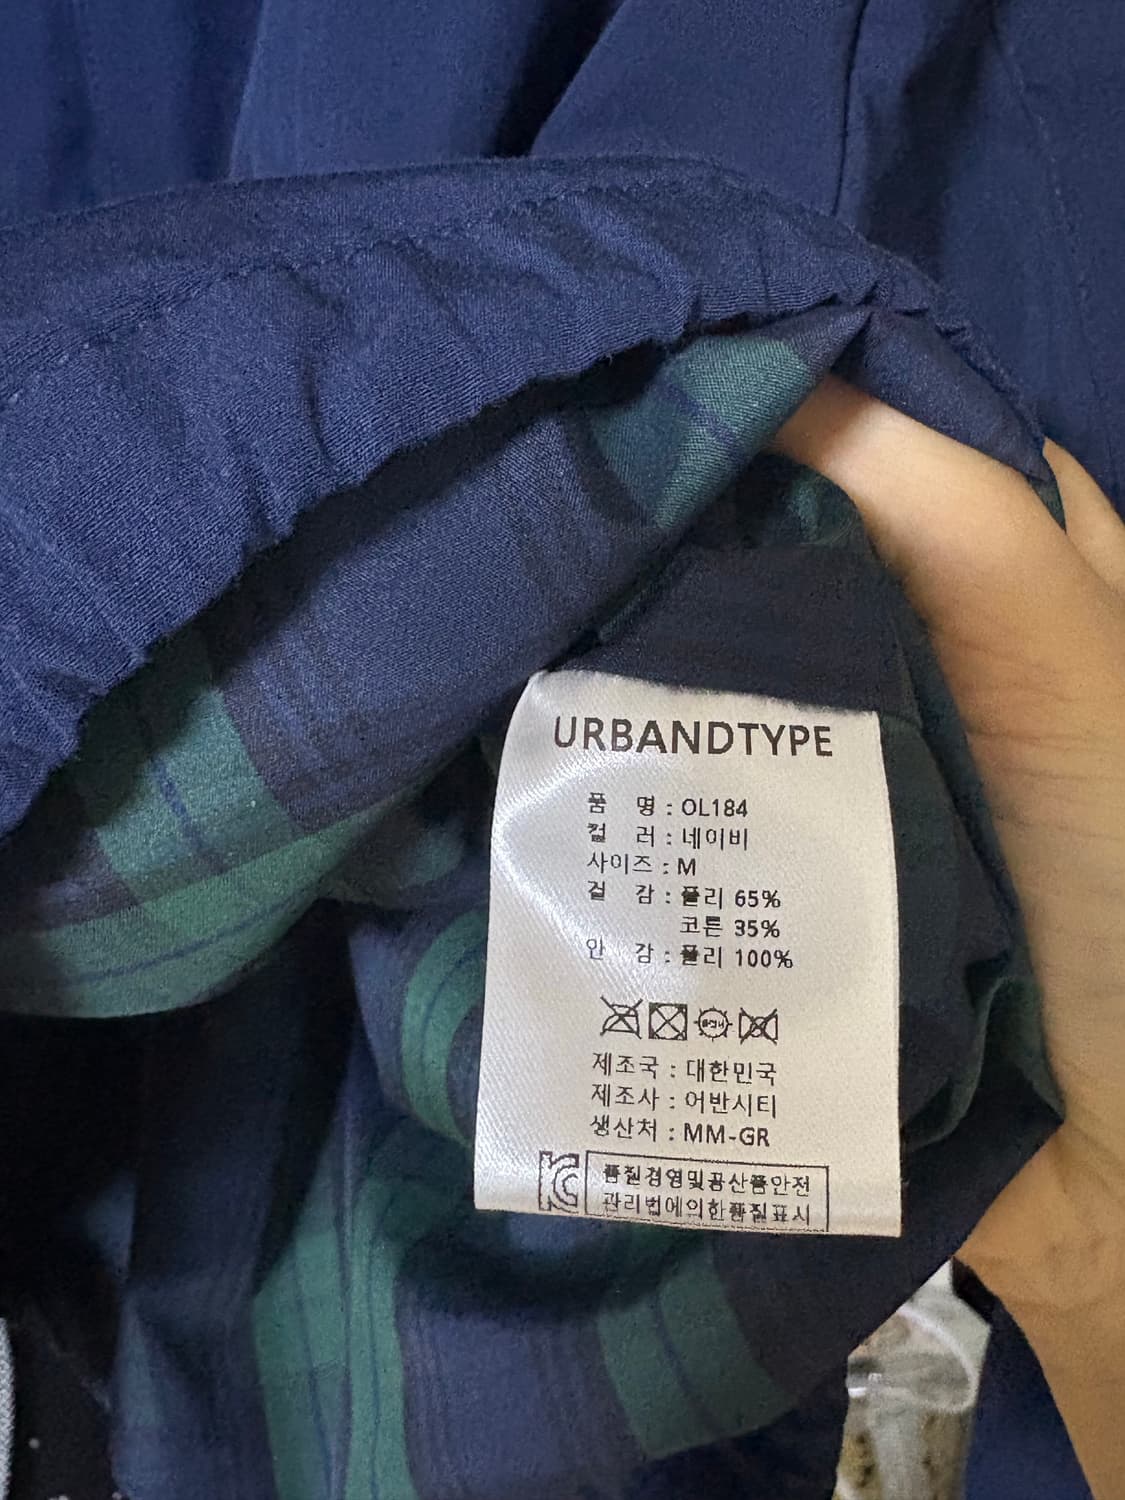 URBANDTYPE
품 명 : OL184
컬 러 : 네이비
사이즈 : M
겉 감 : 폴리 65%
코튼 35%
안 감 : 폴리 100%
제조국 : 대한민국
제조사 : 어반시티
생산처 : MM-GR
품질경영및공산품안전
관리법에의한품질표시